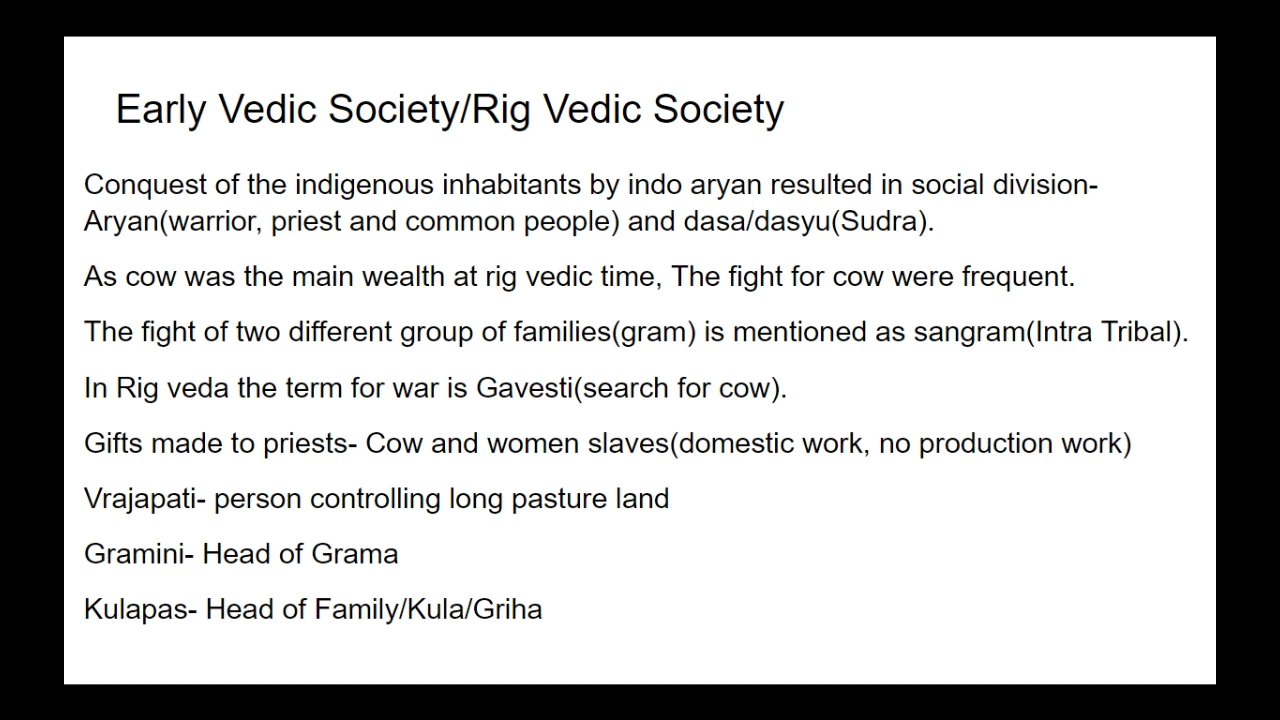 Early Vedic Society/Rig Vedic Society
Conquest of the indigenous inhabitants by indo aryan resulted in social division-
Aryan(warrior, priest and common people) and dasa/dasyu(Sudra).
As cow was the main wealth at rig vedic time, The fight for cow were frequent.
The fight of two different group of families(gram) is mentioned as sangram(Intra Tribal).
In Rig veda the term for war is Gavesti(search for cow).
Gifts made to priests- Cow and women slaves(domestic work, no production work)
Vrajapati- person controlling long pasture land
Gramini- Head of Grama
Kulapas- Head of Family/Kula/Griha